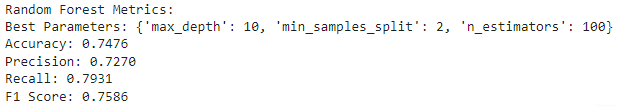 Random Forest Metrics:
Best Parameters: {'max_depth': 10, 'min_samples_split': 2, 'n_estimators': 100}
Accuracy: 0.7476
Precision: 0.7270
Recall: 0.7931
F1 Score: 0.7586